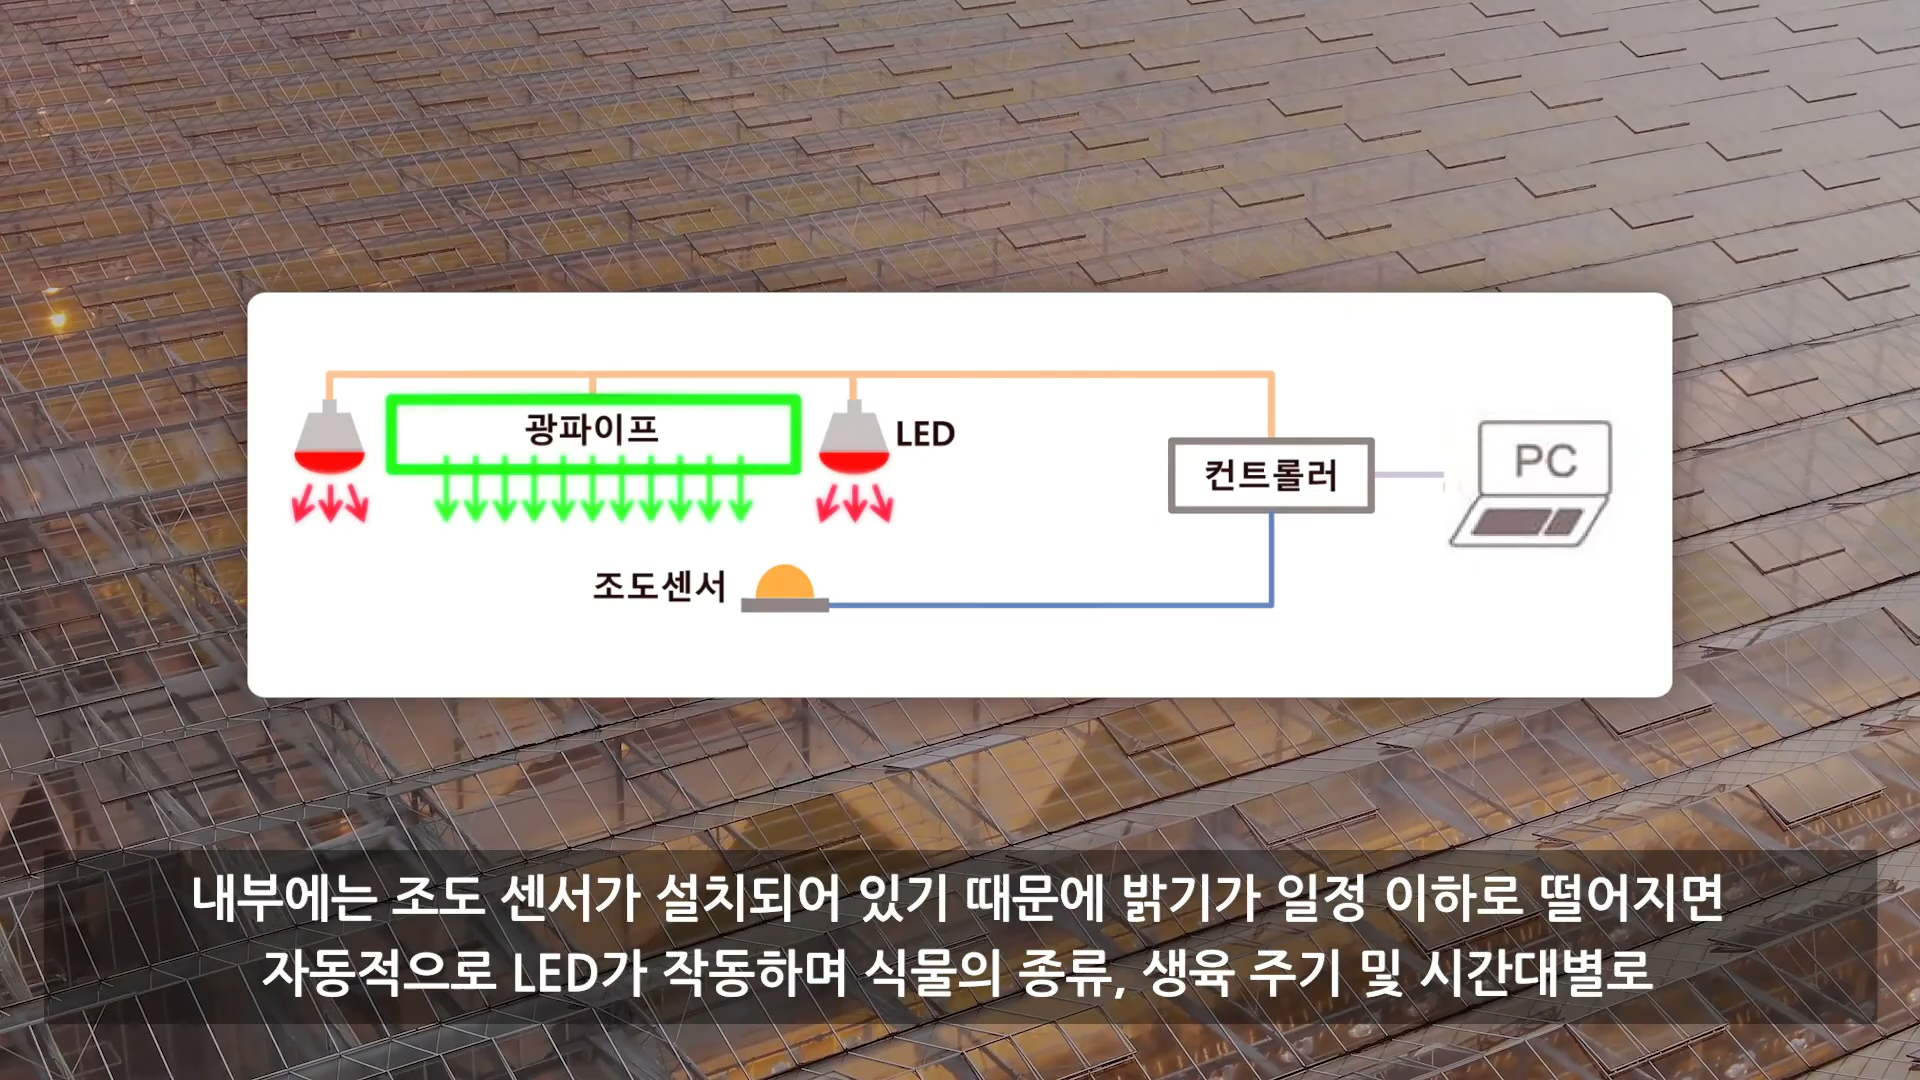 광파이프
LED
컨트롤러
PC
조도센서
내부에는 조도 센서가 설치되어 있기 때문에 밝기가 일정 이하로 떨어지면
자동적으로 LED가 작동하며 식물의 종류, 생육 주기 및 시간대별로